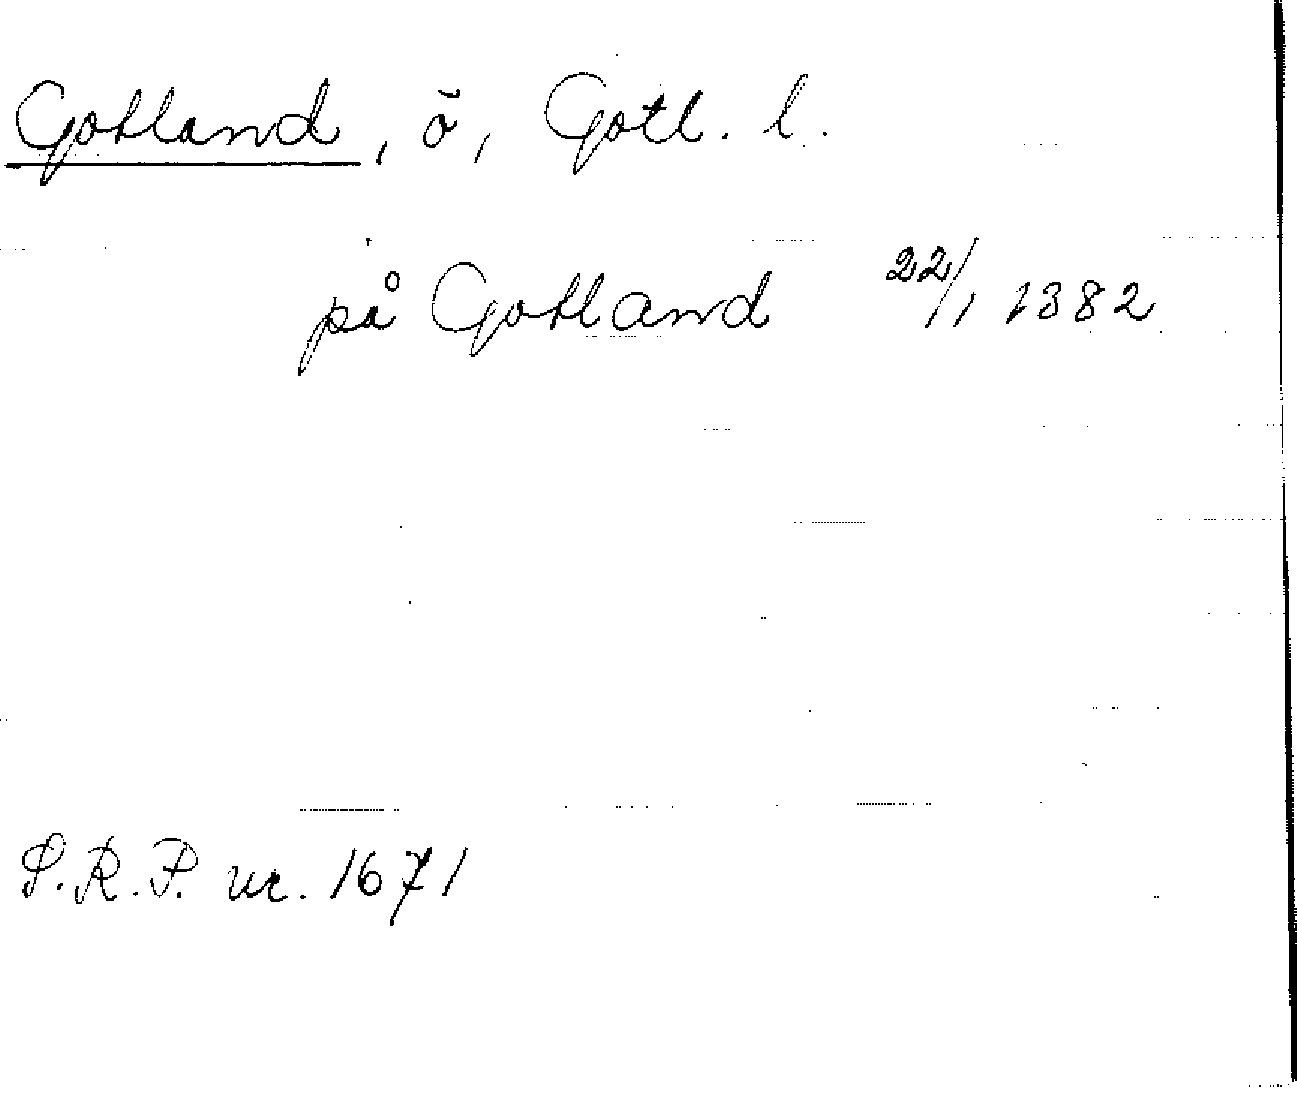 Gotland, ö, Gotl. l.
på Gotland 22/1 1382
S.R.P. nr. 1671